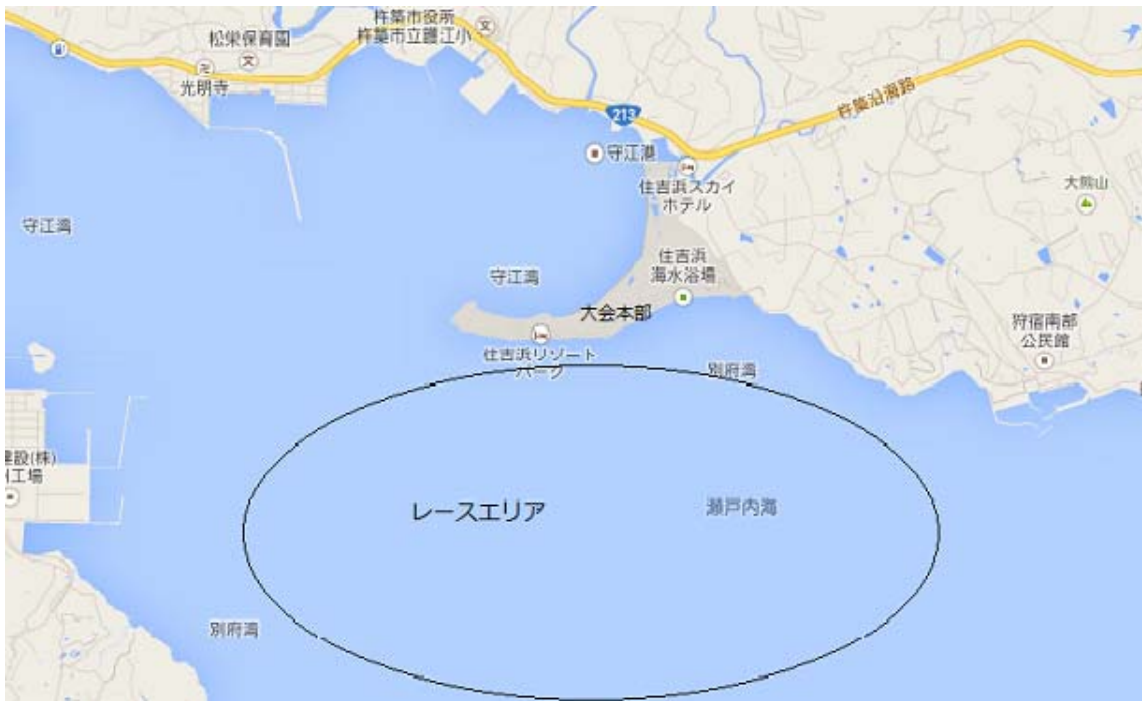 杵築市役所
杵築市立護江小
松栄保育園
光明寺
213
杵築沿海路
守江港
住吉浜スカイ
ホテル
大熊山
守江湾
守江湾
住吉浜
海水浴場
大会本部
狩宿南部
公民館
住吉浜リゾート
パーク
別府湾
建設(株)
工場
レースエリア
瀬戸内海
別府湾